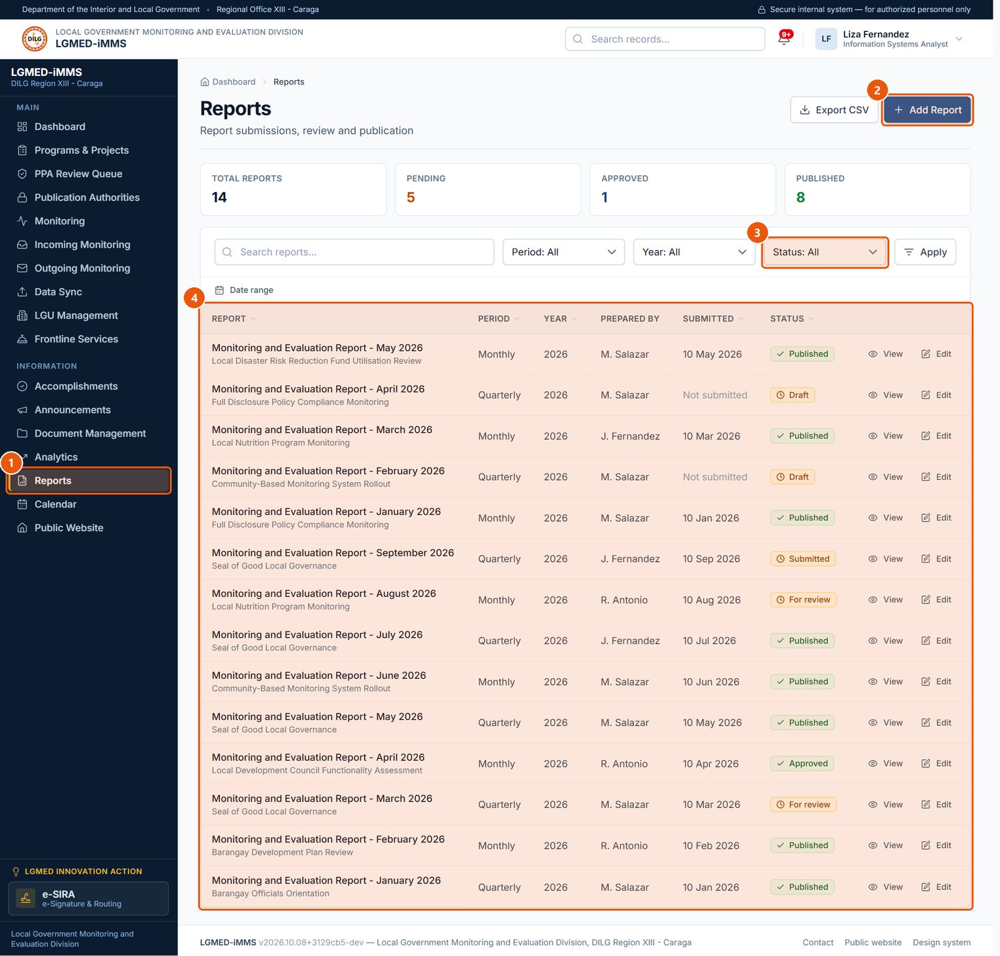 Department of the Interior and Local Government • Regional Office XIII - Caraga
Secure internal system — for authorized personnel only
DILG
LOCAL GOVERNMENT MONITORING AND EVALUATION DIVISION
LGMED-iMMS
Search records...
9+
LF
Liza Fernandez
Information Systems Analyst
LGMED-iMMS
DILG Region XIII - Caraga
MAIN
Dashboard
Programs & Projects
PPA Review Queue
Publication Authorities
Monitoring
Incoming Monitoring
Outgoing Monitoring
Data Sync
LGU Management
Frontline Services
INFORMATION
Accomplishments
Announcements
Document Management
Analytics
1
Reports
Calendar
Public Website
LGMED INNOVATION ACTION
e-SIRA
e-Signature & Routing
Local Government Monitoring and
Evaluation Division
Dashboard > Reports
Reports
Report submissions, review and publication
Export CSV
2
+ Add Report
TOTAL REPORTS
14
PENDING
5
APPROVED
1
PUBLISHED
8
Search reports...
Period: All
Year: All
3
Status: All
Apply
Date range
4
REPORT PERIOD YEAR PREPARED BY SUBMITTED STATUS
Monitoring and Evaluation Report - May 2026
Local Disaster Risk Reduction Fund Utilisation Review
Monthly 2026 M. Salazar 10 May 2026 Published View Edit
Monitoring and Evaluation Report - April 2026
Full Disclosure Policy Compliance Monitoring
Quarterly 2026 M. Salazar Not submitted Draft View Edit
Monitoring and Evaluation Report - March 2026
Local Nutrition Program Monitoring
Monthly 2026 J. Fernandez 10 Mar 2026 Published View Edit
Monitoring and Evaluation Report - February 2026
Community-Based Monitoring System Rollout
Quarterly 2026 M. Salazar Not submitted Draft View Edit
Monitoring and Evaluation Report - January 2026
Full Disclosure Policy Compliance Monitoring
Monthly 2026 M. Salazar 10 Jan 2026 Published View Edit
Monitoring and Evaluation Report - September 2026
Seal of Good Local Governance
Quarterly 2026 J. Fernandez 10 Sep 2026 Submitted View Edit
Monitoring and Evaluation Report - August 2026
Local Nutrition Program Monitoring
Monthly 2026 R. Antonio 10 Aug 2026 For review View Edit
Monitoring and Evaluation Report - July 2026
Seal of Good Local Governance
Quarterly 2026 J. Fernandez 10 Jul 2026 Published View Edit
Monitoring and Evaluation Report - June 2026
Community-Based Monitoring System Rollout
Monthly 2026 M. Salazar 10 Jun 2026 Published View Edit
Monitoring and Evaluation Report - May 2026
Seal of Good Local Governance
Quarterly 2026 M. Salazar 10 May 2026 Published View Edit
Monitoring and Evaluation Report - April 2026
Local Development Council Functionality Assessment
Monthly 2026 R. Antonio 10 Apr 2026 Approved View Edit
Monitoring and Evaluation Report - March 2026
Seal of Good Local Governance
Quarterly 2026 M. Salazar 10 Mar 2026 For review View Edit
Monitoring and Evaluation Report - February 2026
Barangay Development Plan Review
Monthly 2026 R. Antonio 10 Feb 2026 Published View Edit
Monitoring and Evaluation Report - January 2026
Barangay Officials Orientation
Quarterly 2026 M. Salazar 10 Jan 2026 Published View Edit
LGMED-iMMS v2026.10.08+3129cb5-dev — Local Government Monitoring and Evaluation Division, DILG Region XIII - Caraga
Contact Public website Design system